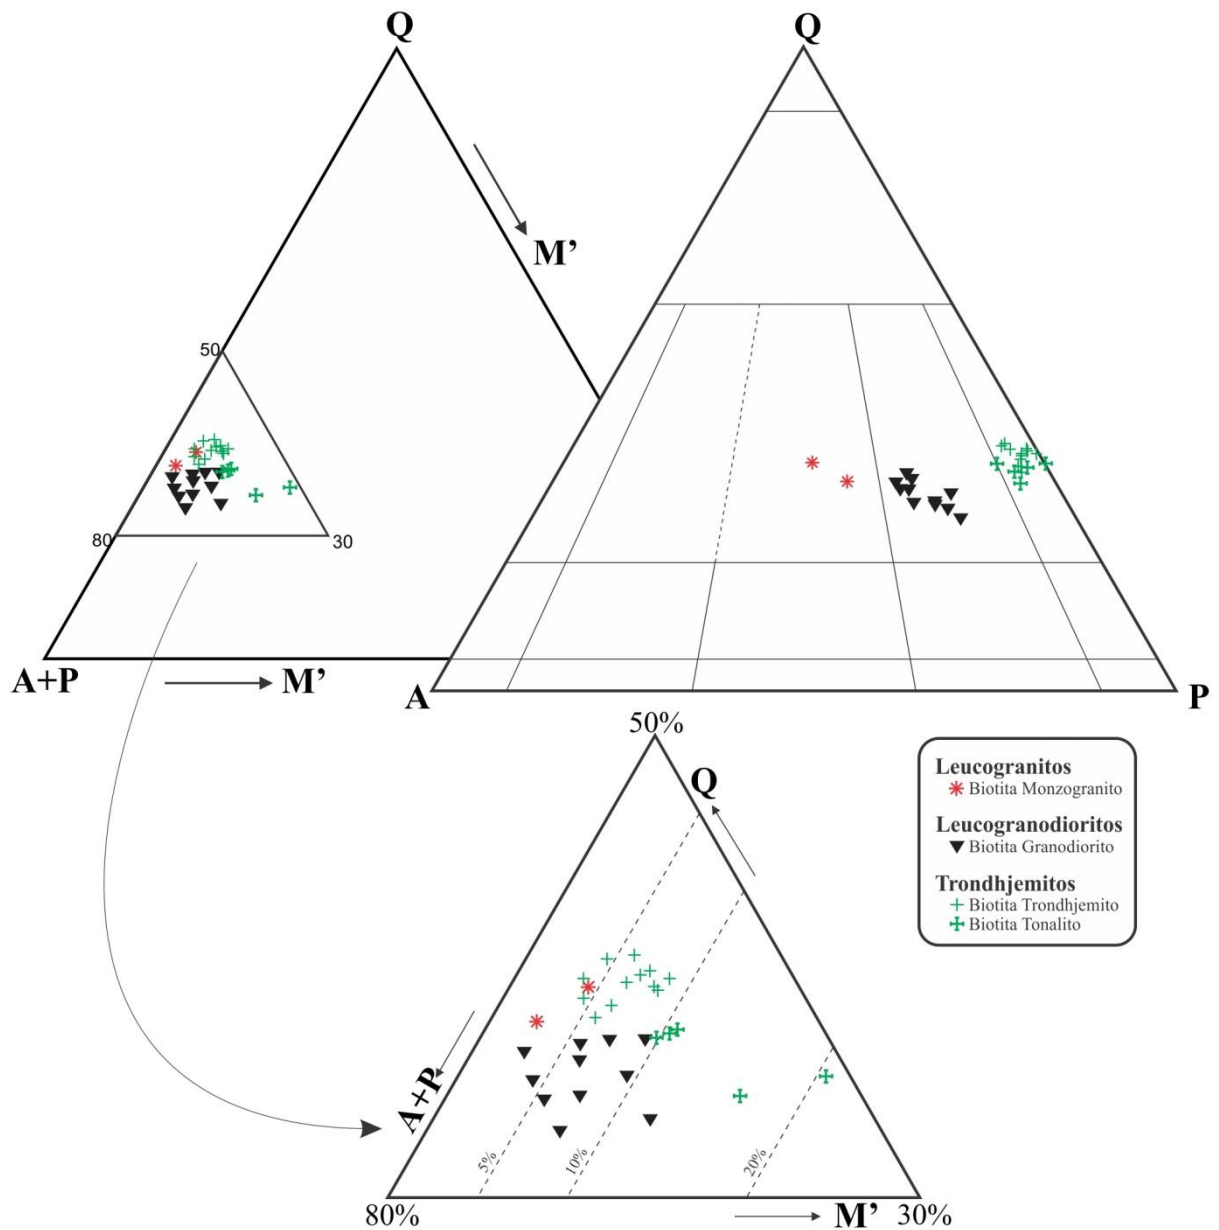 Q
M’
50
80
30
A+P
M’
Q
A
P
50%
Q
A+P
5%
10%
20%
80%
M’
30%
Leucogranitos
Biotita Monzogranito
Leucogranodioritos
Biotita Granodiorito
Trondhjemitos
Biotita Trondhjemito
Biotita Tonalito